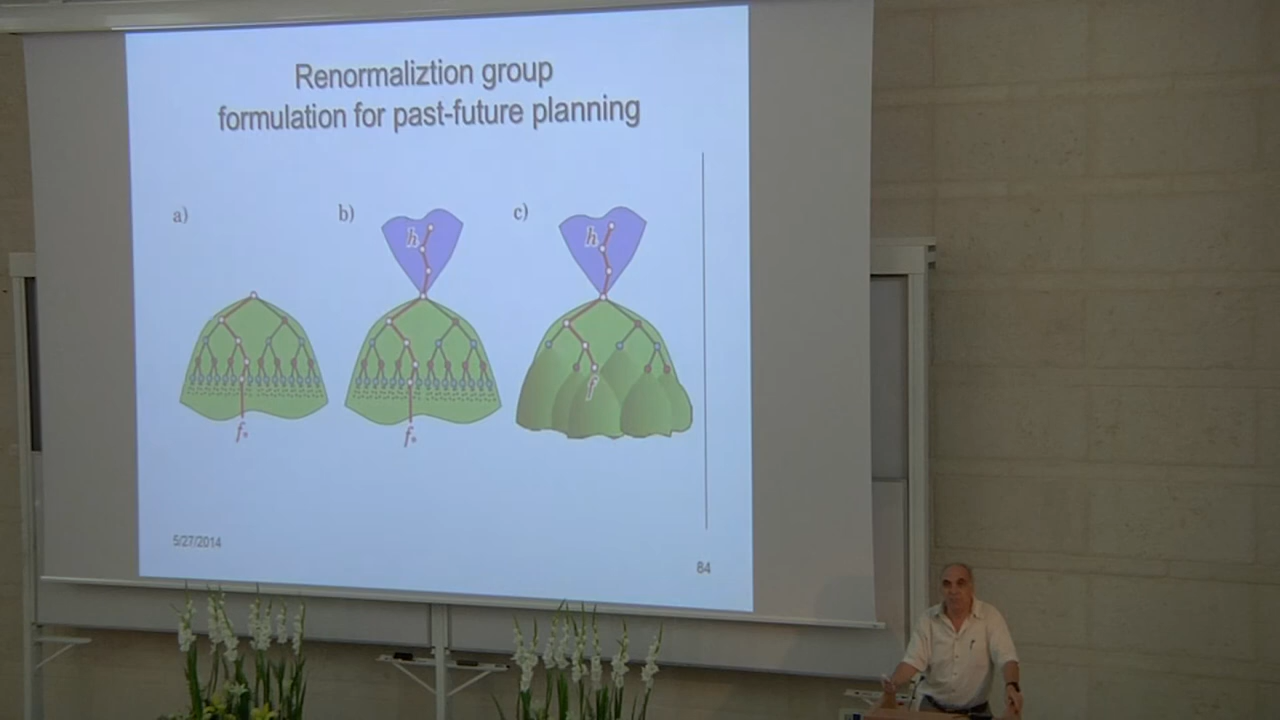 Renormaliztion group
formulation for past-future planning
a)
b)
c)
h
h
f
f
f
5/27/2014
84